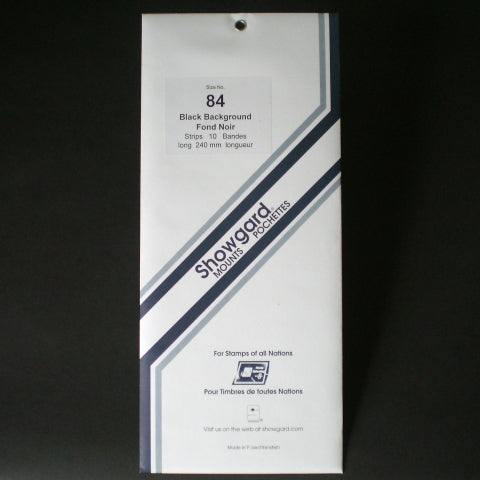 Size No.
84
Black Background
Fond Noir
Strips 10 Bandes
long 240 mm longueur
Showgard®
MOUNTS POCHETTES
For Stamps of all Nations
Pour Timbres de toutes Nations
Visit us on the web at showgard.com
Made in F. Liechtenstein